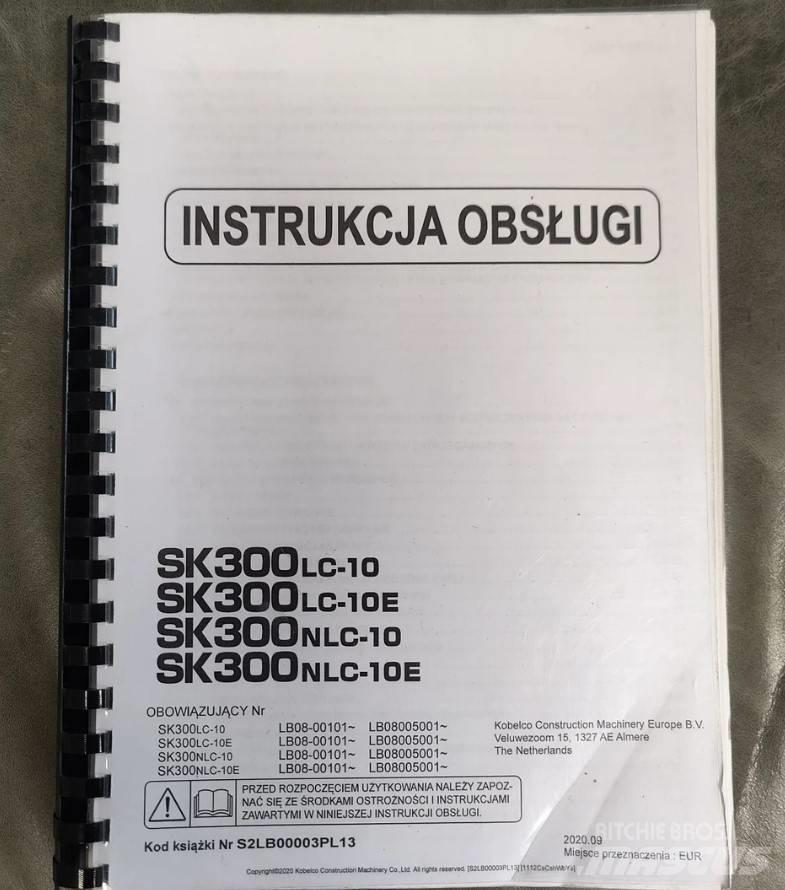 INSTRUKCJA OBSŁUGI
SK300LC-10
SK300LC-10E
SK300NLC-10
SK300NLC-10E
OBOWIĄZUJĄCY Nr
SK300LC-10 LB08-00101~ LB08005001~
SK300LC-10E LB08-00101~ LB08005001~
SK300NLC-10 LB08-00101~ LB08005001~
SK300NLC-10E LB08-00101~ LB08005001~
Kobelco Construction Machinery Europe B.V.
Veluwezoom 15, 1327 AE Almere
The Netherlands
PRZED ROZPOCZĘCIEM UŻYTKOWANIA NALEŻY ZAPOZ-
NAĆ SIĘ ZE ŚRODKAMI OSTROŻNOŚCI I INSTRUKCJAMI
ZAWARTYMI W NINIEJSZEJ INSTRUKCJI OBSŁUGI.
Kod książki Nr S2LB00003PL13
2020.09
Miejsce przeznaczenia : EUR
Copyright©2020 Kobelco Construction Machinery Co.,Ltd. All rights reserved. [S2LB00003PL13]
RITCHIE BROS.
MASCUS